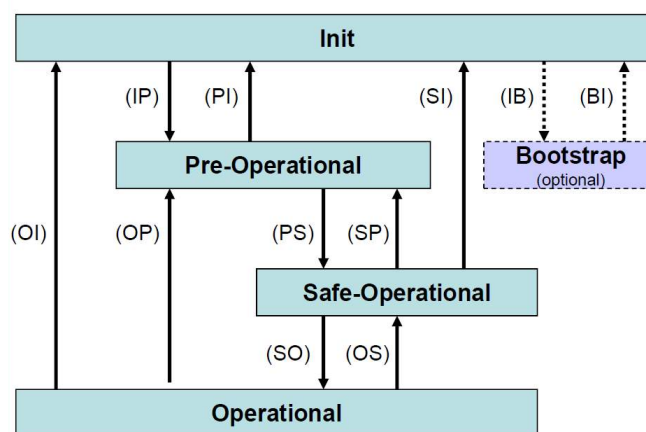 Init
(IP)
(PI)
(SI)
(IB)
(BI)
Pre-Operational
Bootstrap
(optional)
(OI)
(OP)
(PS)
(SP)
Safe-Operational
(SO)
(OS)
Operational